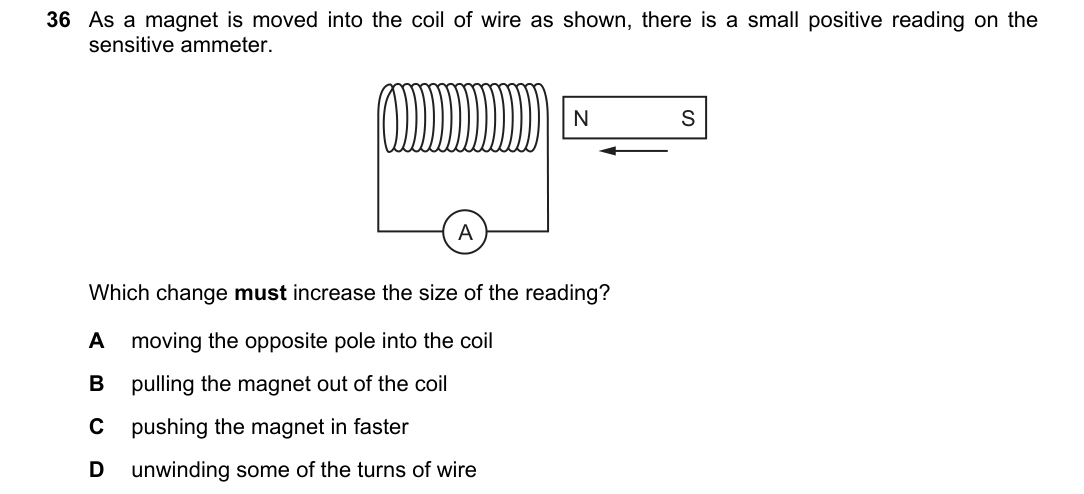 36 As a magnet is moved into the coil of wire as shown, there is a small positive reading on the
sensitive ammeter.
N S
A
Which change must increase the size of the reading?
A moving the opposite pole into the coil
B pulling the magnet out of the coil
C pushing the magnet in faster
D unwinding some of the turns of wire